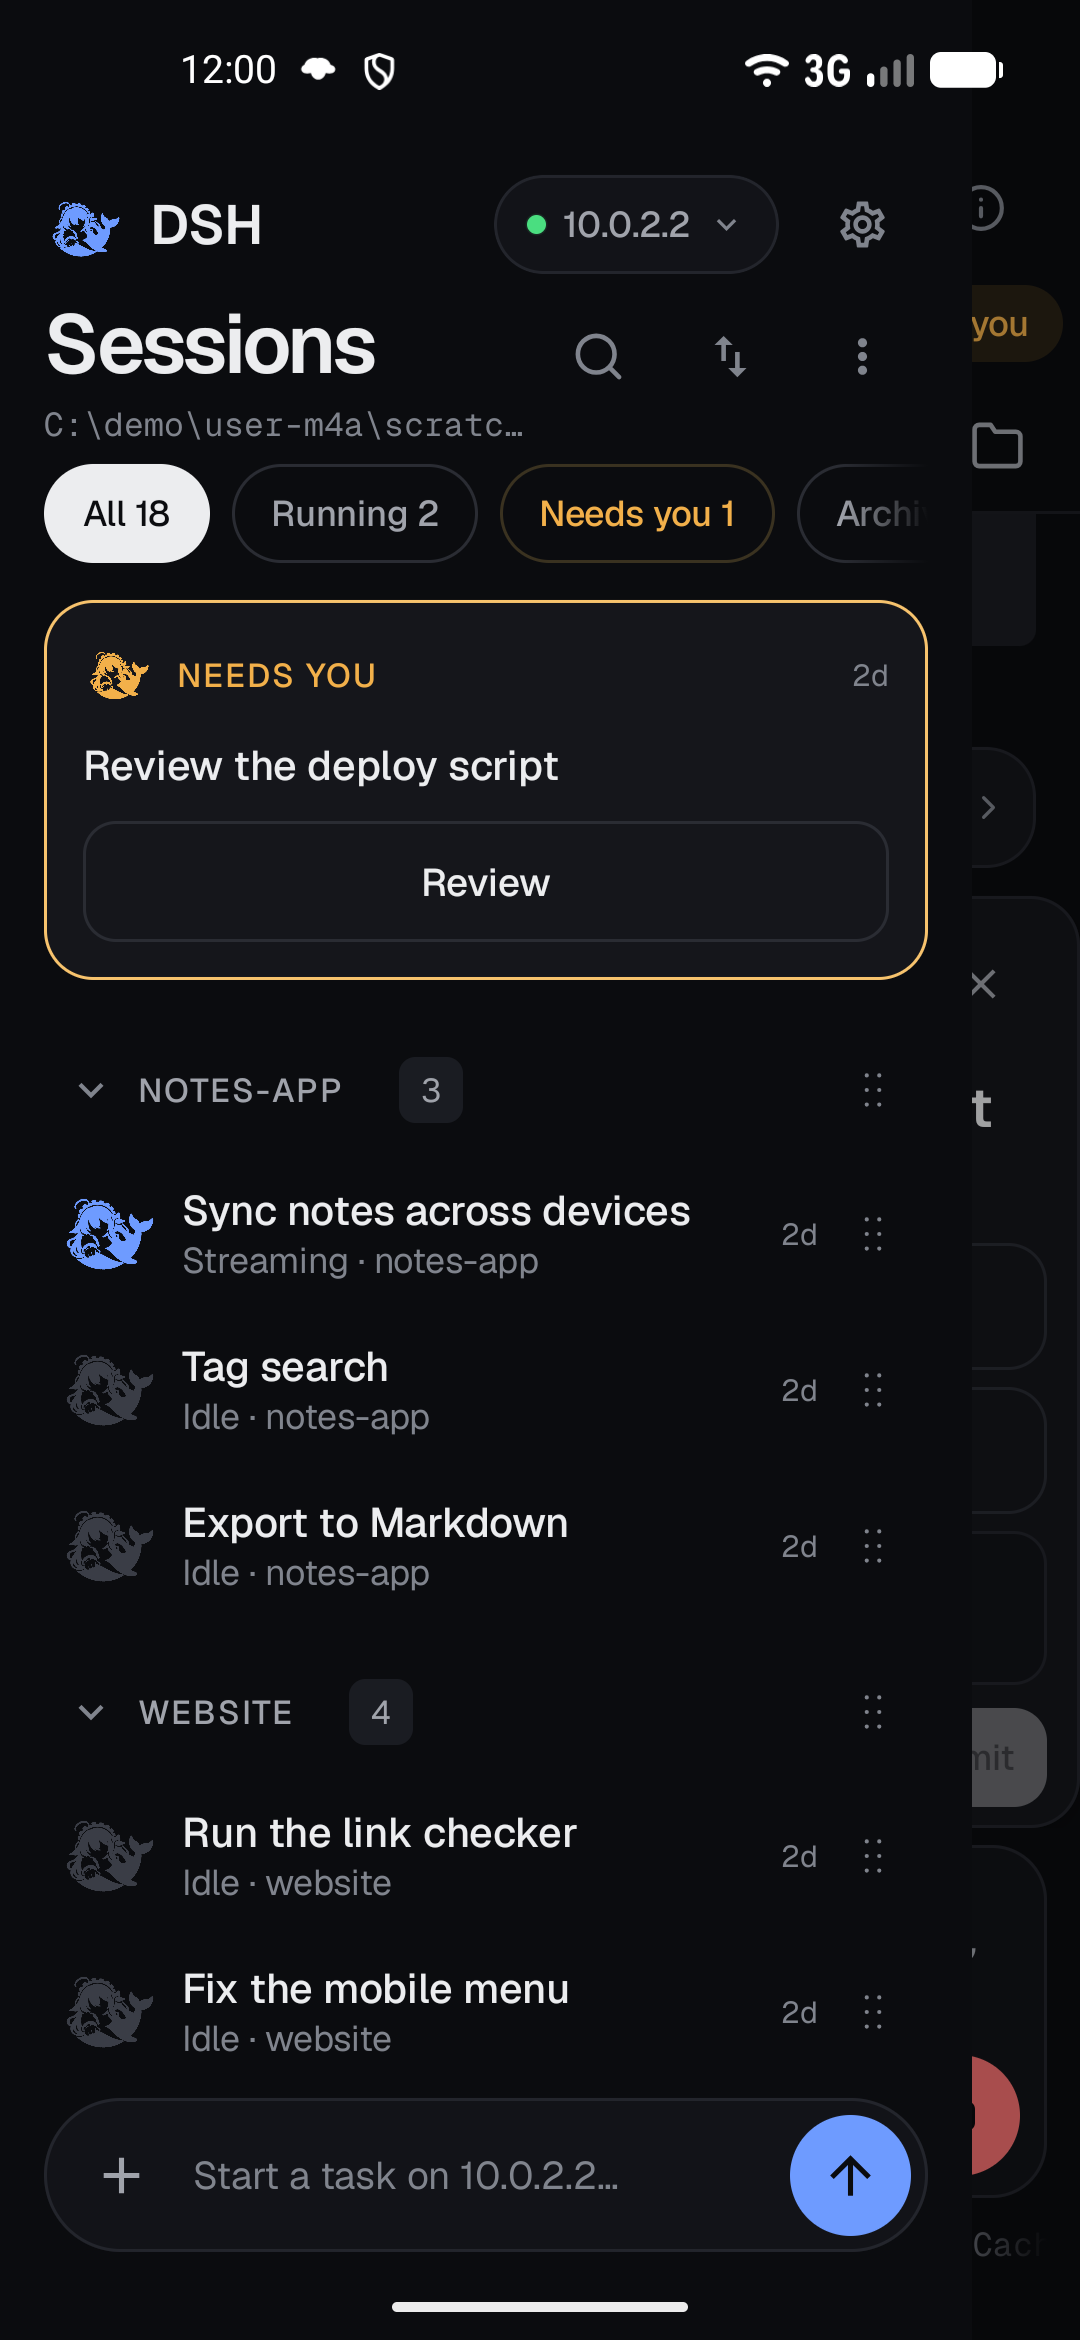 12:00
3G
DSH
10.0.2.2
Sessions
C:\demo\user-m4a\scratc…
All 18
Running 2
Needs you 1
Archi
you
NEEDS YOU
2d
Review the deploy script
Review
NOTES-APP
3
t
Sync notes across devices
2d
Streaming · notes-app
Tag search
2d
Idle · notes-app
Export to Markdown
2d
Idle · notes-app
WEBSITE
4
mit
Run the link checker
2d
Idle · website
Fix the mobile menu
2d
Idle · website
Start a task on 10.0.2.2…
Cach